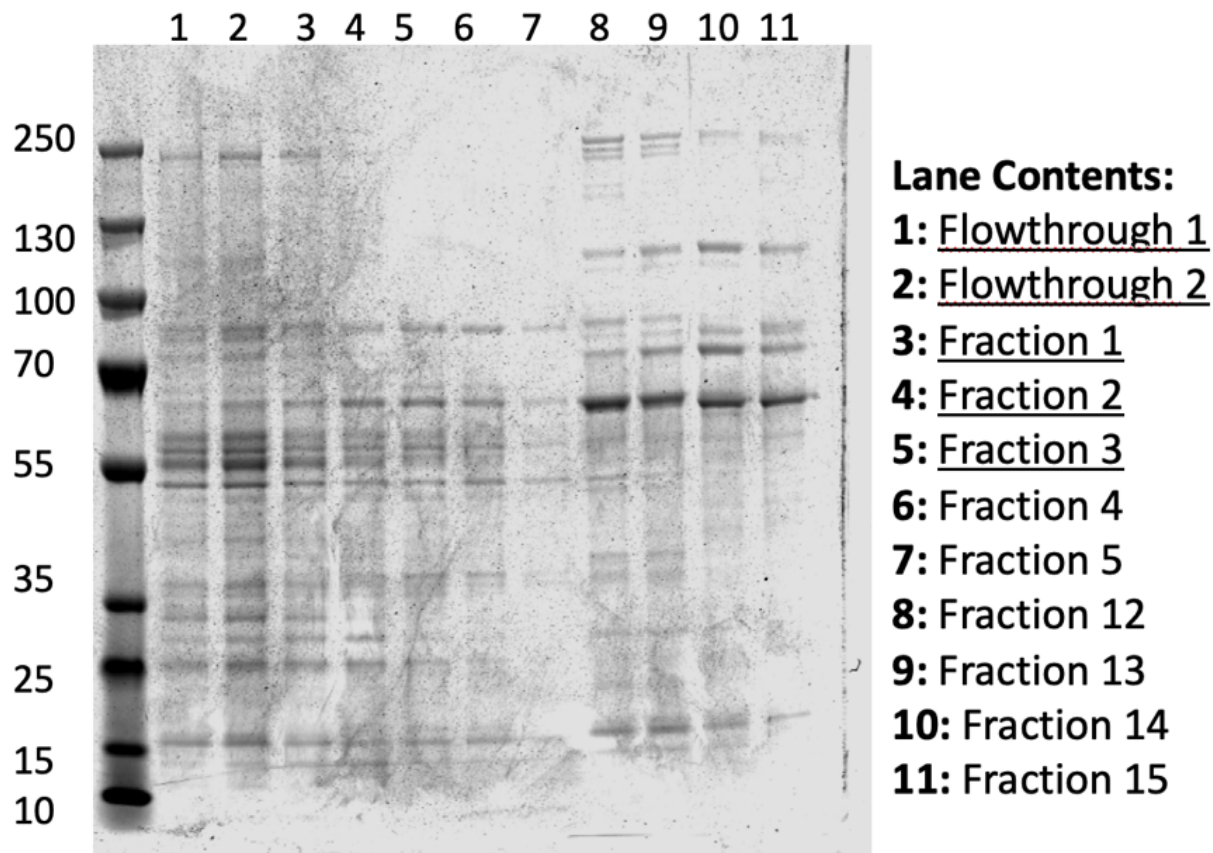 1 2 3 4 5 6 7 8 9 10 11
250
130
100
70
55
35
25
15
10
Lane Contents:
1: Flowthrough 1
2: Flowthrough 2
3: Fraction 1
4: Fraction 2
5: Fraction 3
6: Fraction 4
7: Fraction 5
8: Fraction 12
9: Fraction 13
10: Fraction 14
11: Fraction 15